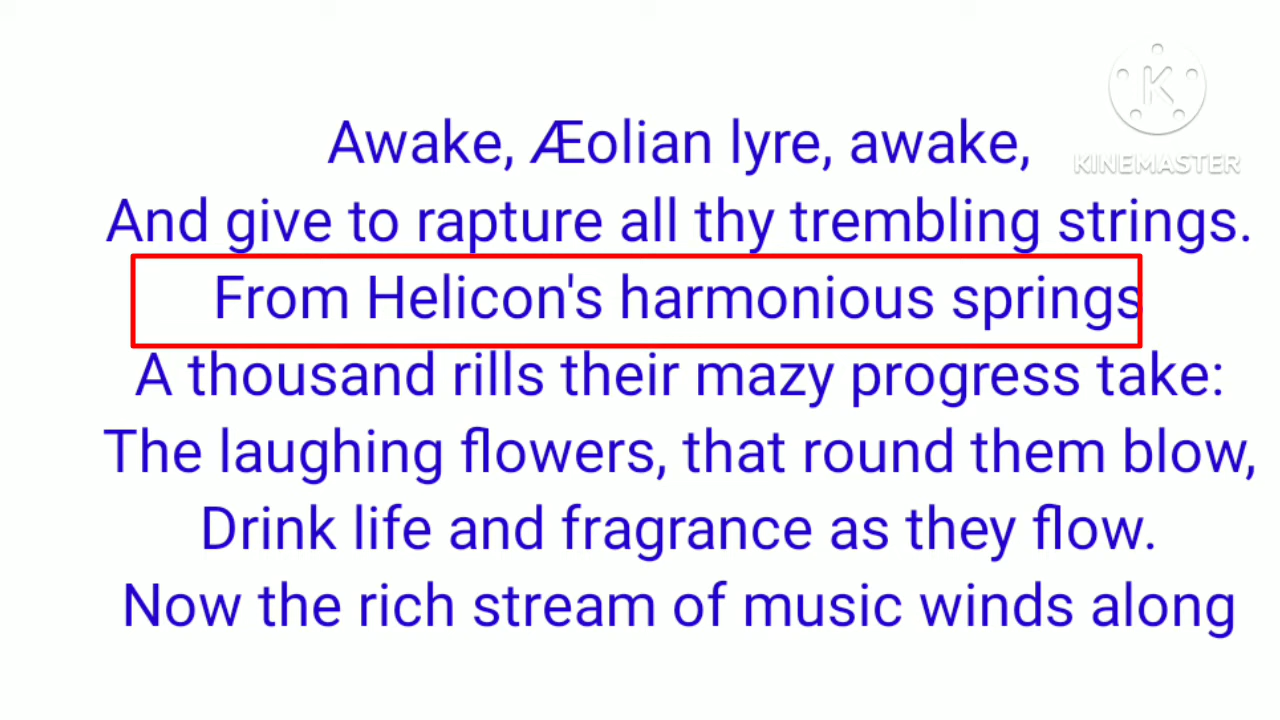 Awake, Æolian lyre, awake,
And give to rapture all thy trembling strings.
From Helicon's harmonious springs
A thousand rills their mazy progress take:
The laughing flowers, that round them blow,
Drink life and fragrance as they flow.
Now the rich stream of music winds along
K
KINEMASTER